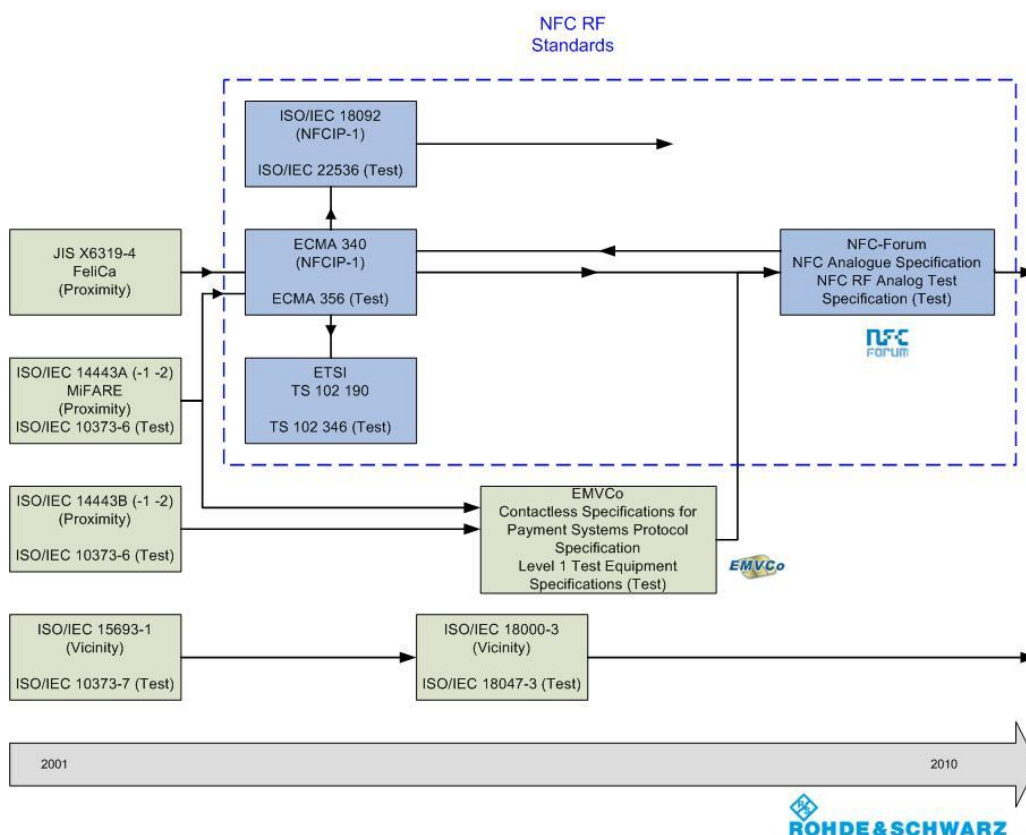 NFC RF
Standards
ISO/IEC 18092
(NFCIP-1)
ISO/IEC 22536 (Test)
JIS X6319-4
FeliCa
(Proximity)
ECMA 340
(NFCIP-1)
ECMA 356 (Test)
NFC-Forum
NFC Analogue Specification
NFC RF Analog Test
Specification (Test)
NFC
FORUM
ISO/IEC 14443A (-1 -2)
MiFARE
(Proximity)
ISO/IEC 10373-6 (Test)
ETSI
TS 102 190
TS 102 346 (Test)
ISO/IEC 14443B (-1 -2)
(Proximity)
ISO/IEC 10373-6 (Test)
EMVCo
Contactless Specifications for
Payment Systems Protocol
Specification
Level 1 Test Equipment
Specifications (Test)
EMVCo
ISO/IEC 15693-1
(Vicinity)
ISO/IEC 10373-7 (Test)
ISO/IEC 18000-3
(Vicinity)
ISO/IEC 18047-3 (Test)
2001
2010
R&S
ROHDE&SCHWARZ